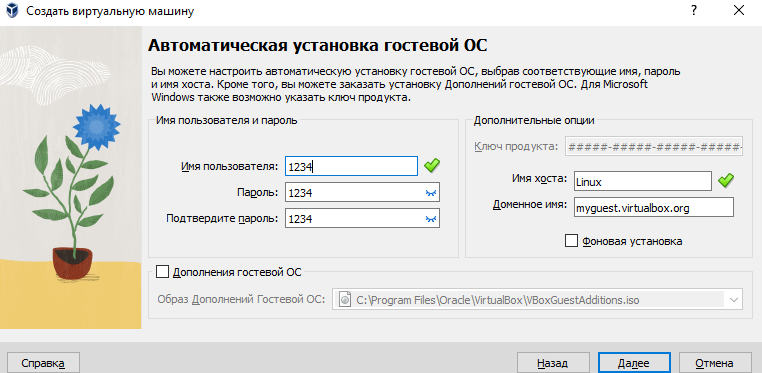 Создать виртуальную машину
Автоматическая установка гостевой ОС
Вы можете настроить автоматическую установку гостевой ОС, выбрав соответствующие имя, пароль
и имя хоста. Кроме того, вы можете заказать установку Дополнений гостевой ОС. Для Microsoft
Windows также возможно указать ключ продукта.
Имя пользователя и пароль
Имя пользователя: 1234
Пароль: 1234
Подтвердите пароль: 1234
Дополнительные опции
Ключ продукта: #####-#####-#####-#####-
Имя хоста: Linux
Доменное имя: myguest.virtualbox.org
Фоновая установка
Дополнения гостевой ОС
Образ Дополнений Гостевой ОС: C:\Program Files\Oracle\VirtualBox\VBoxGuestAdditions.iso
Справка
Назад
Далее
Отмена